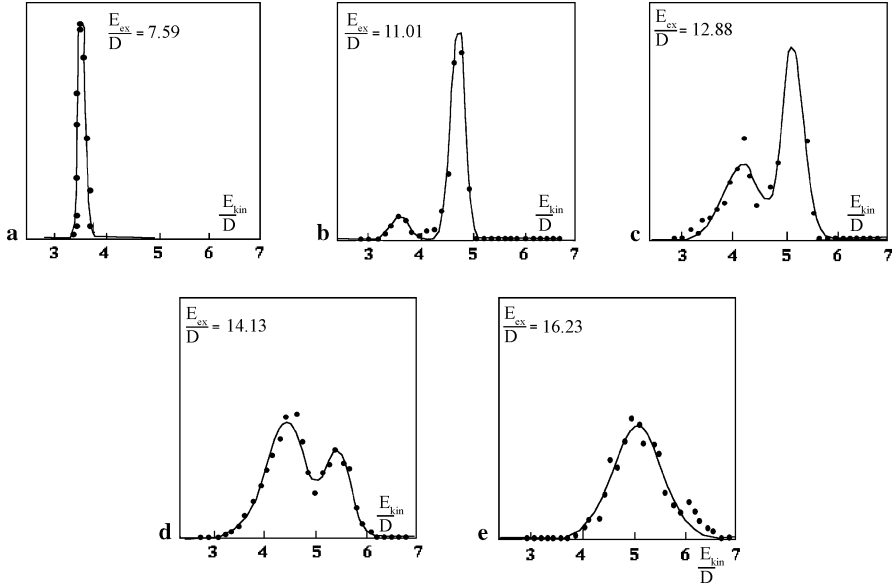 E_ex/D = 7.59
E_kin/D
a
3 4 5 6 7
E_ex/D = 11.01
E_kin/D
b
3 4 5 6 7
E_ex/D = 12.88
E_kin/D
c
3 4 5 6 7
E_ex/D = 14.13
E_kin/D
d
3 4 5 6 7
E_ex/D = 16.23
e
3 4 5 6 E_kin/D 7